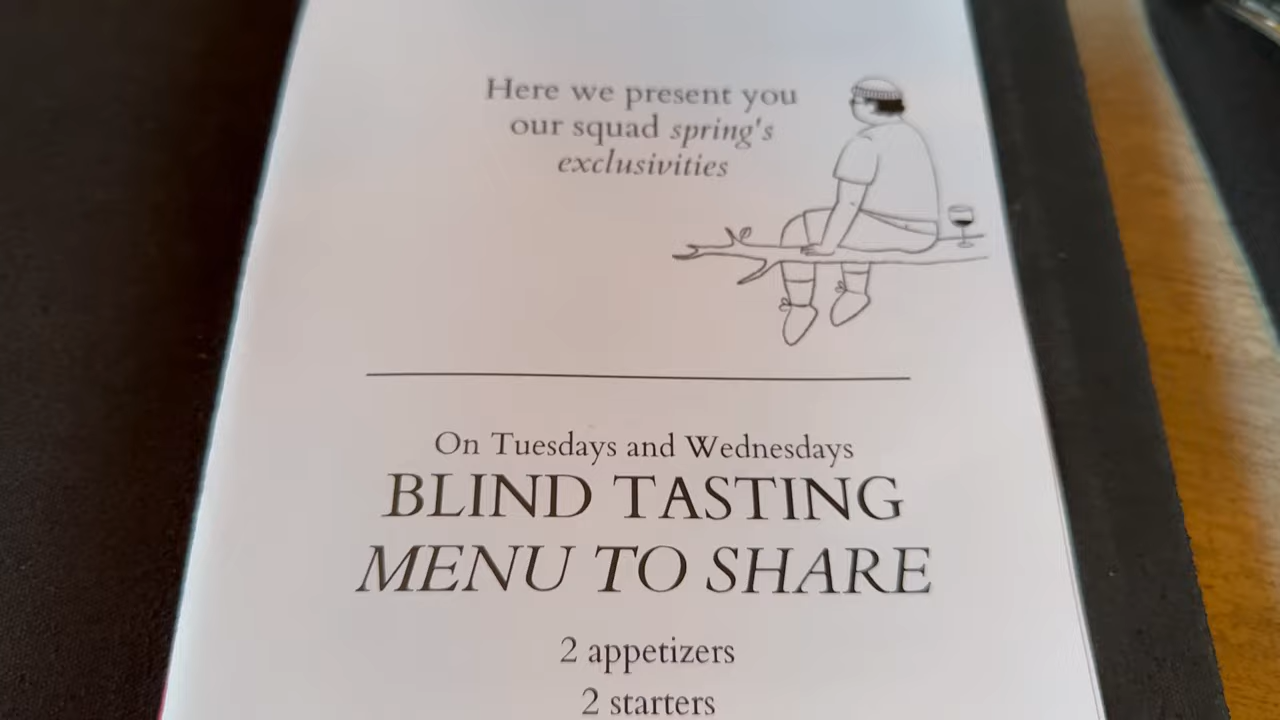 Here we present you
our squad spring's
exclusivities
On Tuesdays and Wednesdays
BLIND TASTING
MENU TO SHARE
2 appetizers
2 starters